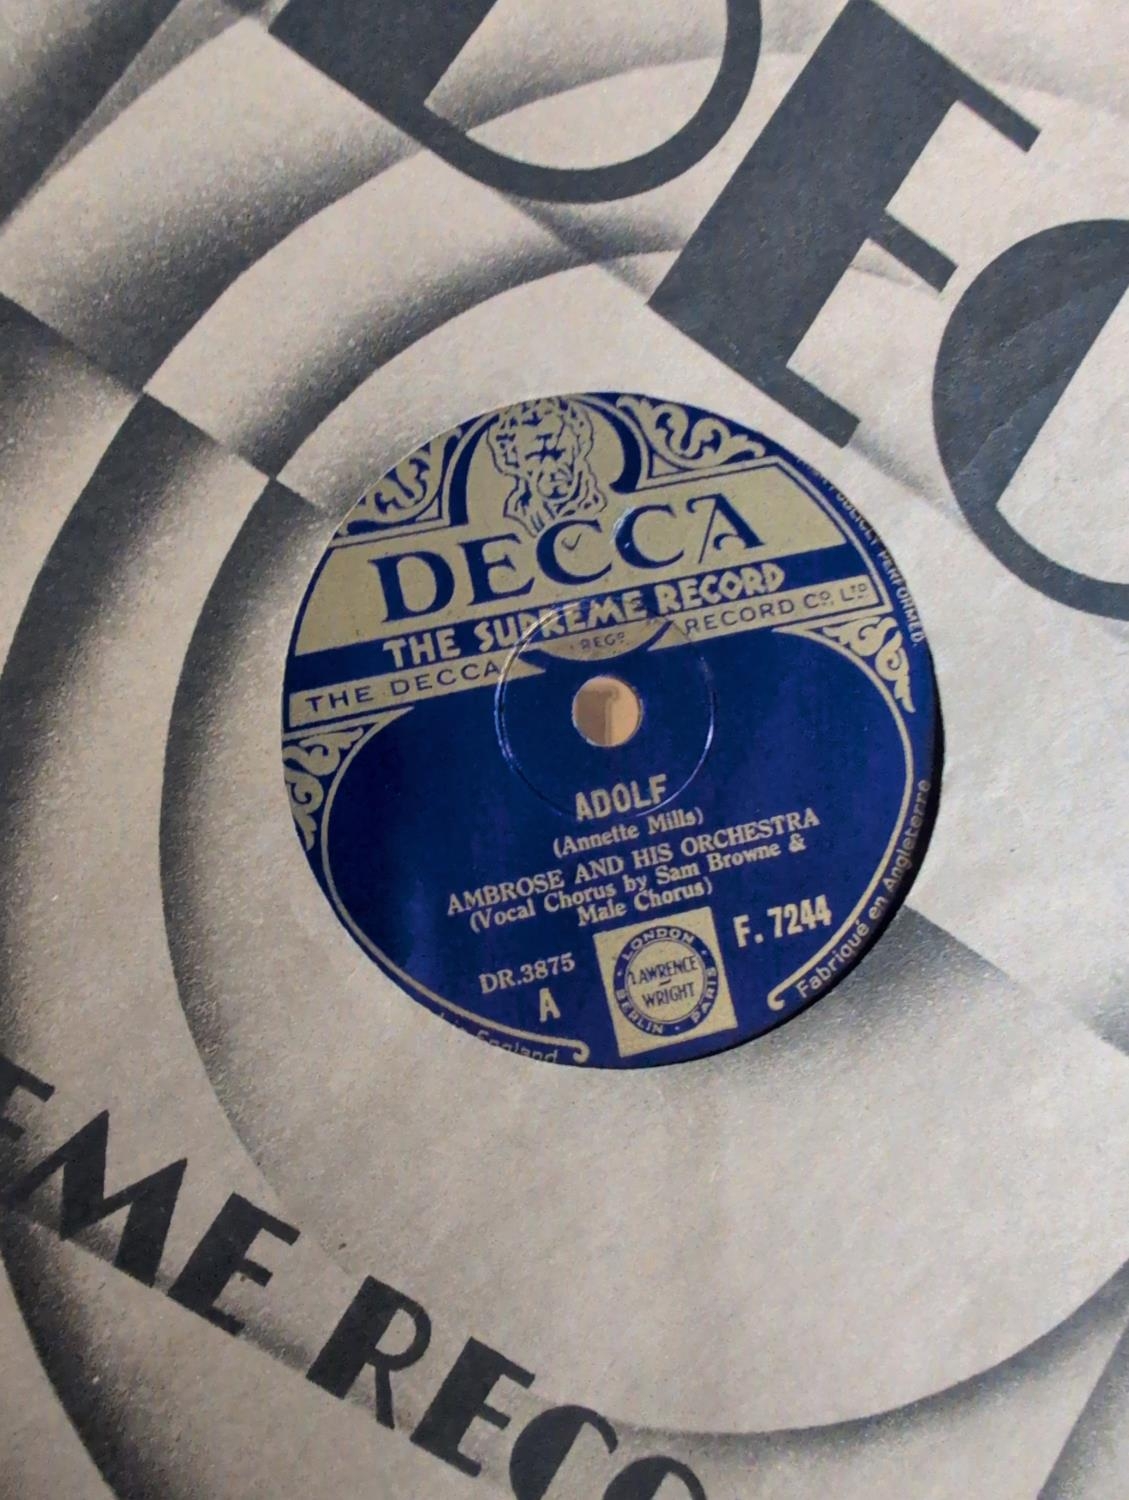 DEC
DECCA
THE SUPREME RECORD
THE DECCA REGD RECORD CO. LTD
PUBLICLY PERFORMED.
ADOLF
(Annette Mills)
AMBROSE AND HIS ORCHESTRA
(Vocal Chorus by Sam Browne &
Male Chorus)
DR.3875
A
F. 7244
LONDON
LAWRENCE
WRIGHT
BERLIN · PARIS
England
Fabriqué en Angleterre
EME RECO